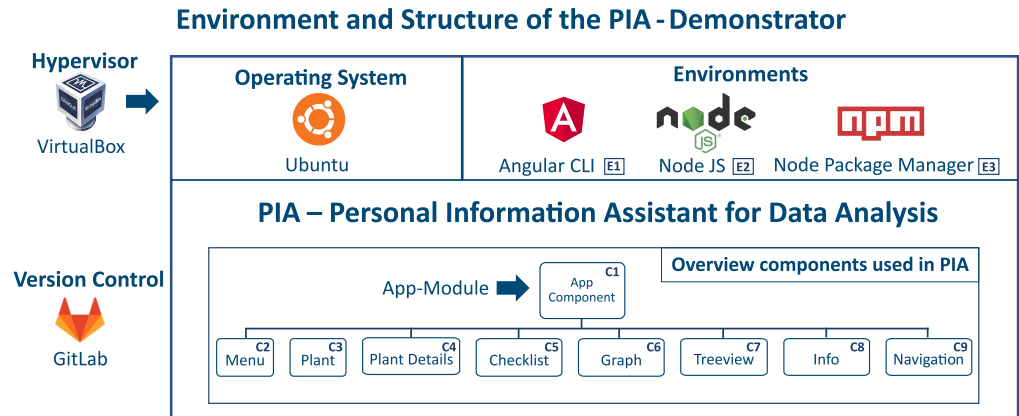 Environment and Structure of the PIA - Demonstrator
Hypervisor
VirtualBox
Operating System
Ubuntu
Environments
node
JS
npm
Angular CLI E1
Node JS E2
Node Package Manager E3
PIA – Personal Information Assistant for Data Analysis
Version Control
GitLab
Overview components used in PIA
App-Module
C1
App
Component
C2
Menu
C3
Plant
C4
Plant Details
C5
Checklist
C6
Graph
C7
Treeview
C8
Info
C9
Navigation